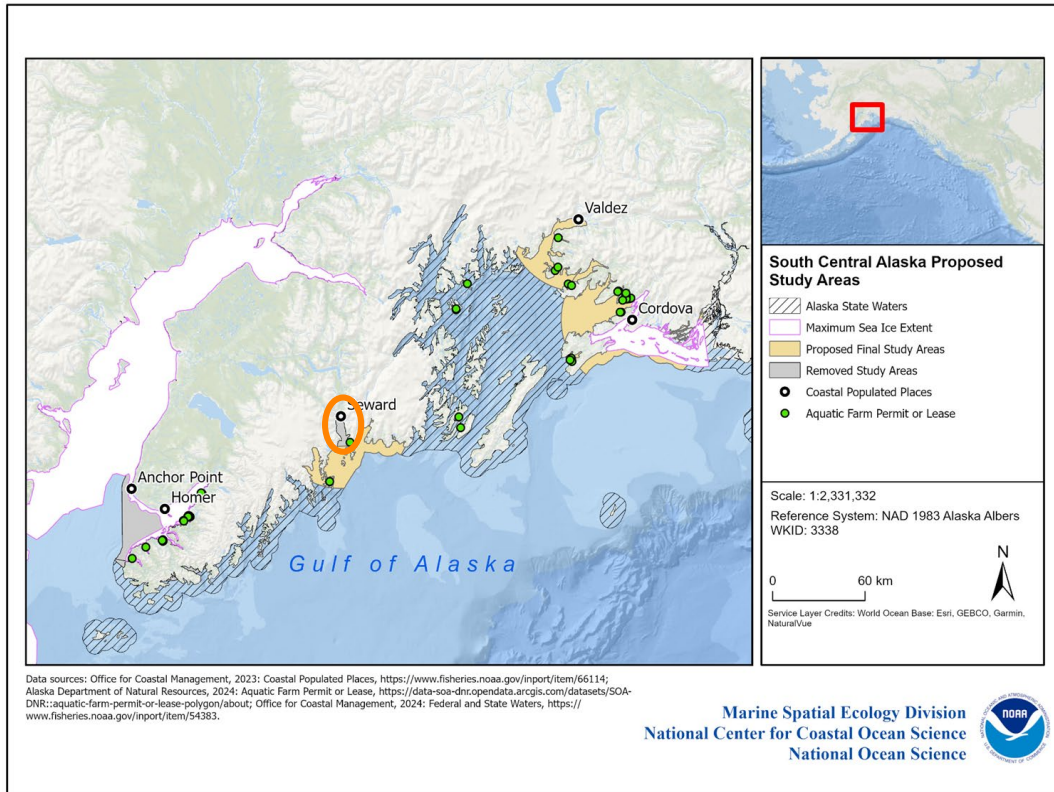 Valdez
Cordova
Seward
Anchor Point
Homer
Gulf of Alaska
South Central Alaska Proposed
Study Areas
Alaska State Waters
Maximum Sea Ice Extent
Proposed Final Study Areas
Removed Study Areas
Coastal Populated Places
Aquatic Farm Permit or Lease
Scale: 1:2,331,332
Reference System: NAD 1983 Alaska Albers
WKID: 3338
N
0 60 km
Service Layer Credits: World Ocean Base: Esri, GEBCO, Garmin,
NaturalVue
Data sources: Office for Coastal Management, 2023: Coastal Populated Places, https://www.fisheries.noaa.gov/inport/item/66114;
Alaska Department of Natural Resources, 2024: Aquatic Farm Permit or Lease, https://data-soa-dnr.opendata.arcgis.com/datasets/SOA-
DNR::aquatic-farm-permit-or-lease-polygon/about; Office for Coastal Management, 2024: Federal and State Waters, https://
www.fisheries.noaa.gov/inport/item/54383.
Marine Spatial Ecology Division
National Center for Coastal Ocean Science
National Ocean Science
NOAA